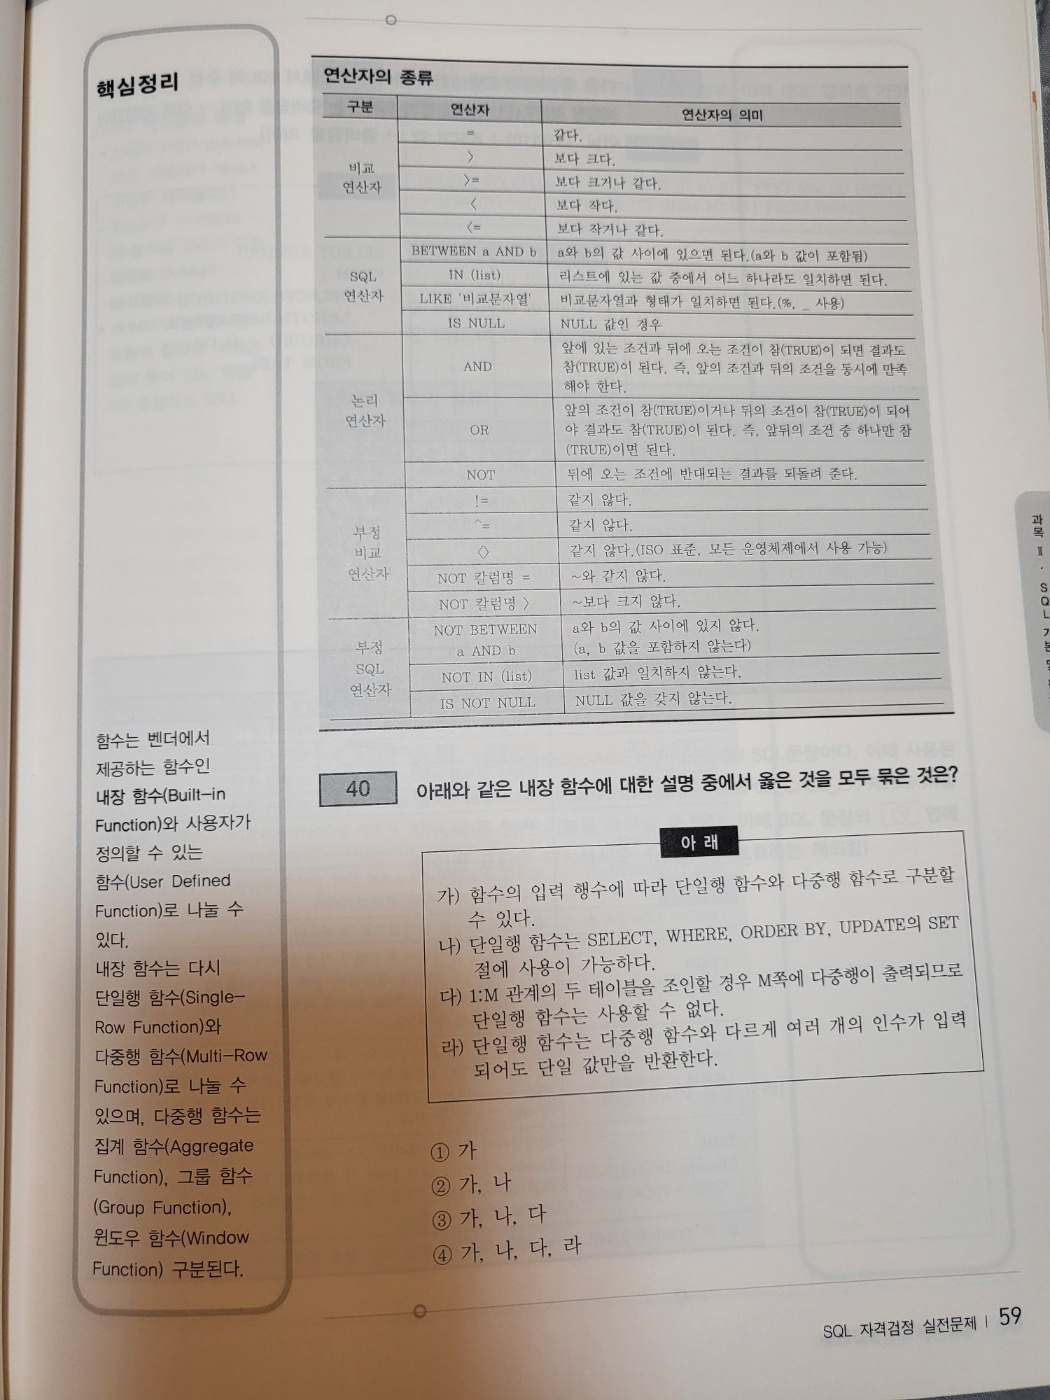 핵심정리
연산자의 종류
구분 연산자 연산자의 의미
비교
연산자
= 같다.
> 보다 크다.
>= 보다 크거나 같다.
< 보다 작다.
<= 보다 작거나 같다.
SQL
연산자
BETWEEN a AND b a와 b의 값 사이에 있으면 된다.(a와 b 값이 포함됨)
IN (list) 리스트에 있는 값 중에서 어느 하나라도 일치하면 된다.
LIKE '비교문자열' 비교문자열과 형태가 일치하면 된다.(%, _ 사용)
IS NULL NULL 값인 경우
논리
연산자
AND 앞에 있는 조건과 뒤에 오는 조건이 참(TRUE)이 되면 결과도
참(TRUE)이 된다. 즉, 앞의 조건과 뒤의 조건을 동시에 만족
해야 한다.
OR 앞의 조건이 참(TRUE)이거나 뒤의 조건이 참(TRUE)이 되어
야 결과도 참(TRUE)이 된다. 즉, 앞뒤의 조건 중 하나만 참
(TRUE)이면 된다.
NOT 뒤에 오는 조건에 반대되는 결과를 되돌려 준다.
부정
비교
연산자
!= 같지 않다.
^= 같지 않다.
<> 같지 않다.(ISO 표준, 모든 운영체제에서 사용 가능)
NOT 칼럼명 = ~와 같지 않다.
NOT 칼럼명 > ~보다 크지 않다.
부정
SQL
연산자
NOT BETWEEN a와 b의 값 사이에 있지 않다.
a AND b (a, b 값을 포함하지 않는다)
NOT IN (list) list 값과 일치하지 않는다.
IS NOT NULL NULL 값을 갖지 않는다.
함수는 벤더에서
제공하는 함수인
내장 함수(Built-in
Function)와 사용자가
정의할 수 있는
함수(User Defined
Function)로 나눌 수
있다.
내장 함수는 다시
단일행 함수(Single-
Row Function)와
다중행 함수(Multi-Row
Function)로 나눌 수
있으며, 다중행 함수는
집계 함수(Aggregate
Function), 그룹 함수
(Group Function),
윈도우 함수(Window
Function) 구분된다.
40 아래와 같은 내장 함수에 대한 설명 중에서 옳은 것을 모두 묶은 것은?
아 래
가) 함수의 입력 행수에 따라 단일행 함수와 다중행 함수로 구분할
수 있다.
나) 단일행 함수는 SELECT, WHERE, ORDER BY, UPDATE의 SET
절에 사용이 가능하다.
다) 1:M 관계의 두 테이블을 조인할 경우 M쪽에 다중행이 출력되므로
단일행 함수는 사용할 수 없다.
라) 단일행 함수는 다중행 함수와 다르게 여러 개의 인수가 입력
되어도 단일 값만을 반환한다.
① 가
② 가, 나
③ 가, 나, 다
④ 가, 나, 다, 라
과목 Ⅱ. SQL 기본 및
SQL 자격검정 실전문제 | 59